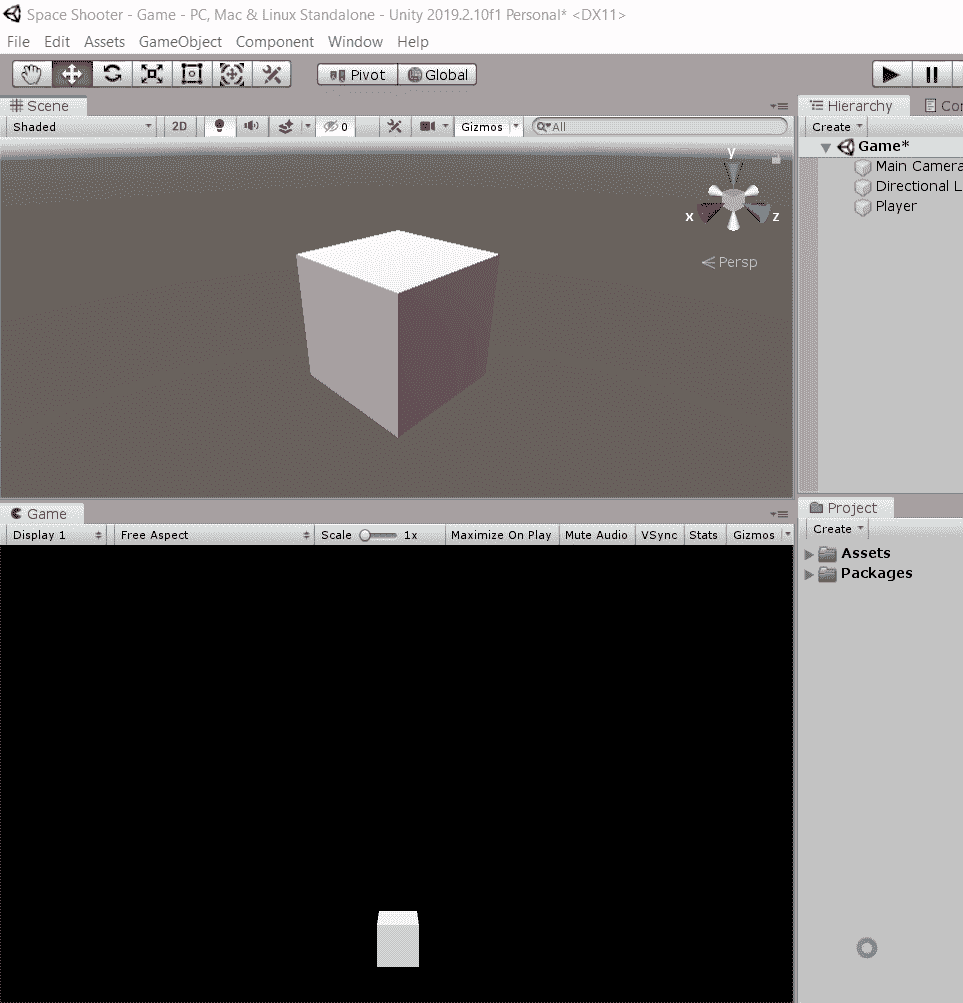 Space Shooter - Game - PC, Mac & Linux Standalone - Unity 2019.2.10f1 Personal* <DX11>
File Edit Assets GameObject Component Window Help
Pivot Global
Scene
Shaded 2D 0 Gizmos All
y
x z
Persp
Hierarchy Co
Create
Game*
Main Camera
Directional L
Player
Game
Display 1 Free Aspect Scale 1x Maximize On Play Mute Audio VSync Stats Gizmos
Project
Create
Assets
Packages